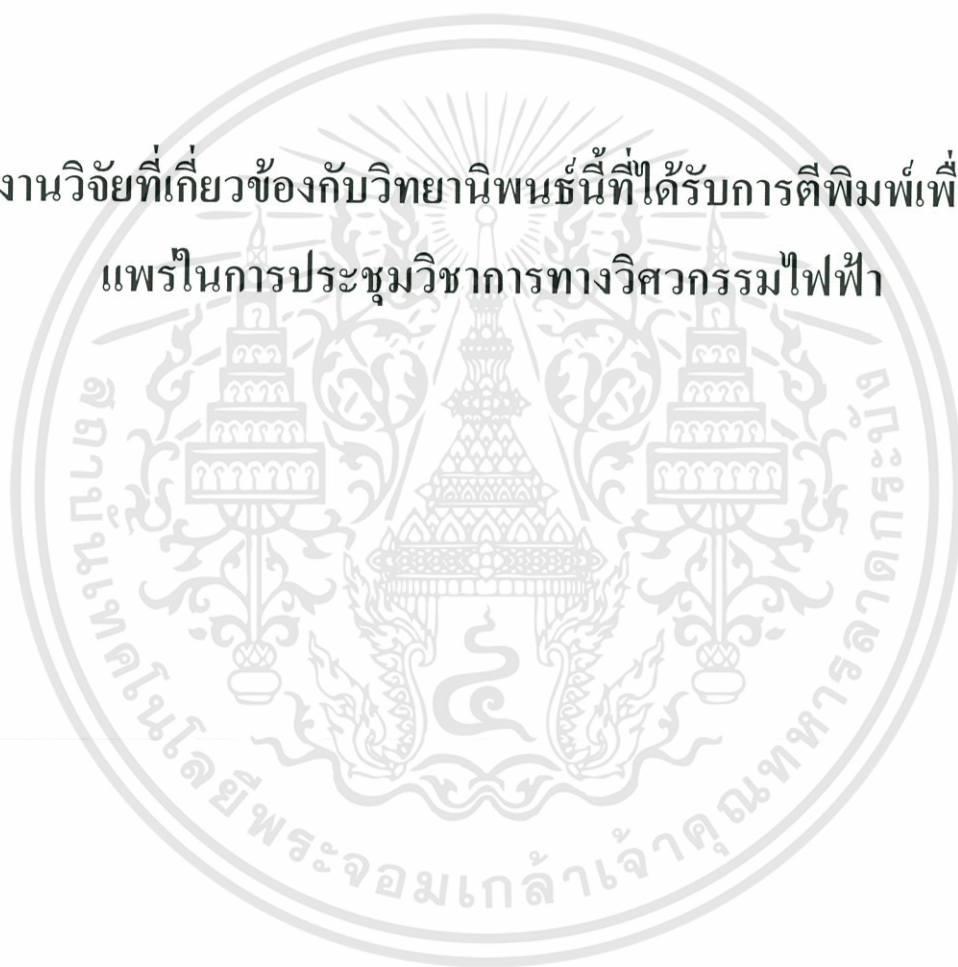 งานวิจัยที่เกี่ยวข้องกับวิทยานิพนธ์นี้ที่ได้รับการตีพิมพ์เพื่
แพร่ในการประชุมวิชาการทางวิศวกรรมไฟฟ้า
สถาบันเทคโนโลยีพระจอมเกล้าเจ้าคุณทหารลาดกระบัง